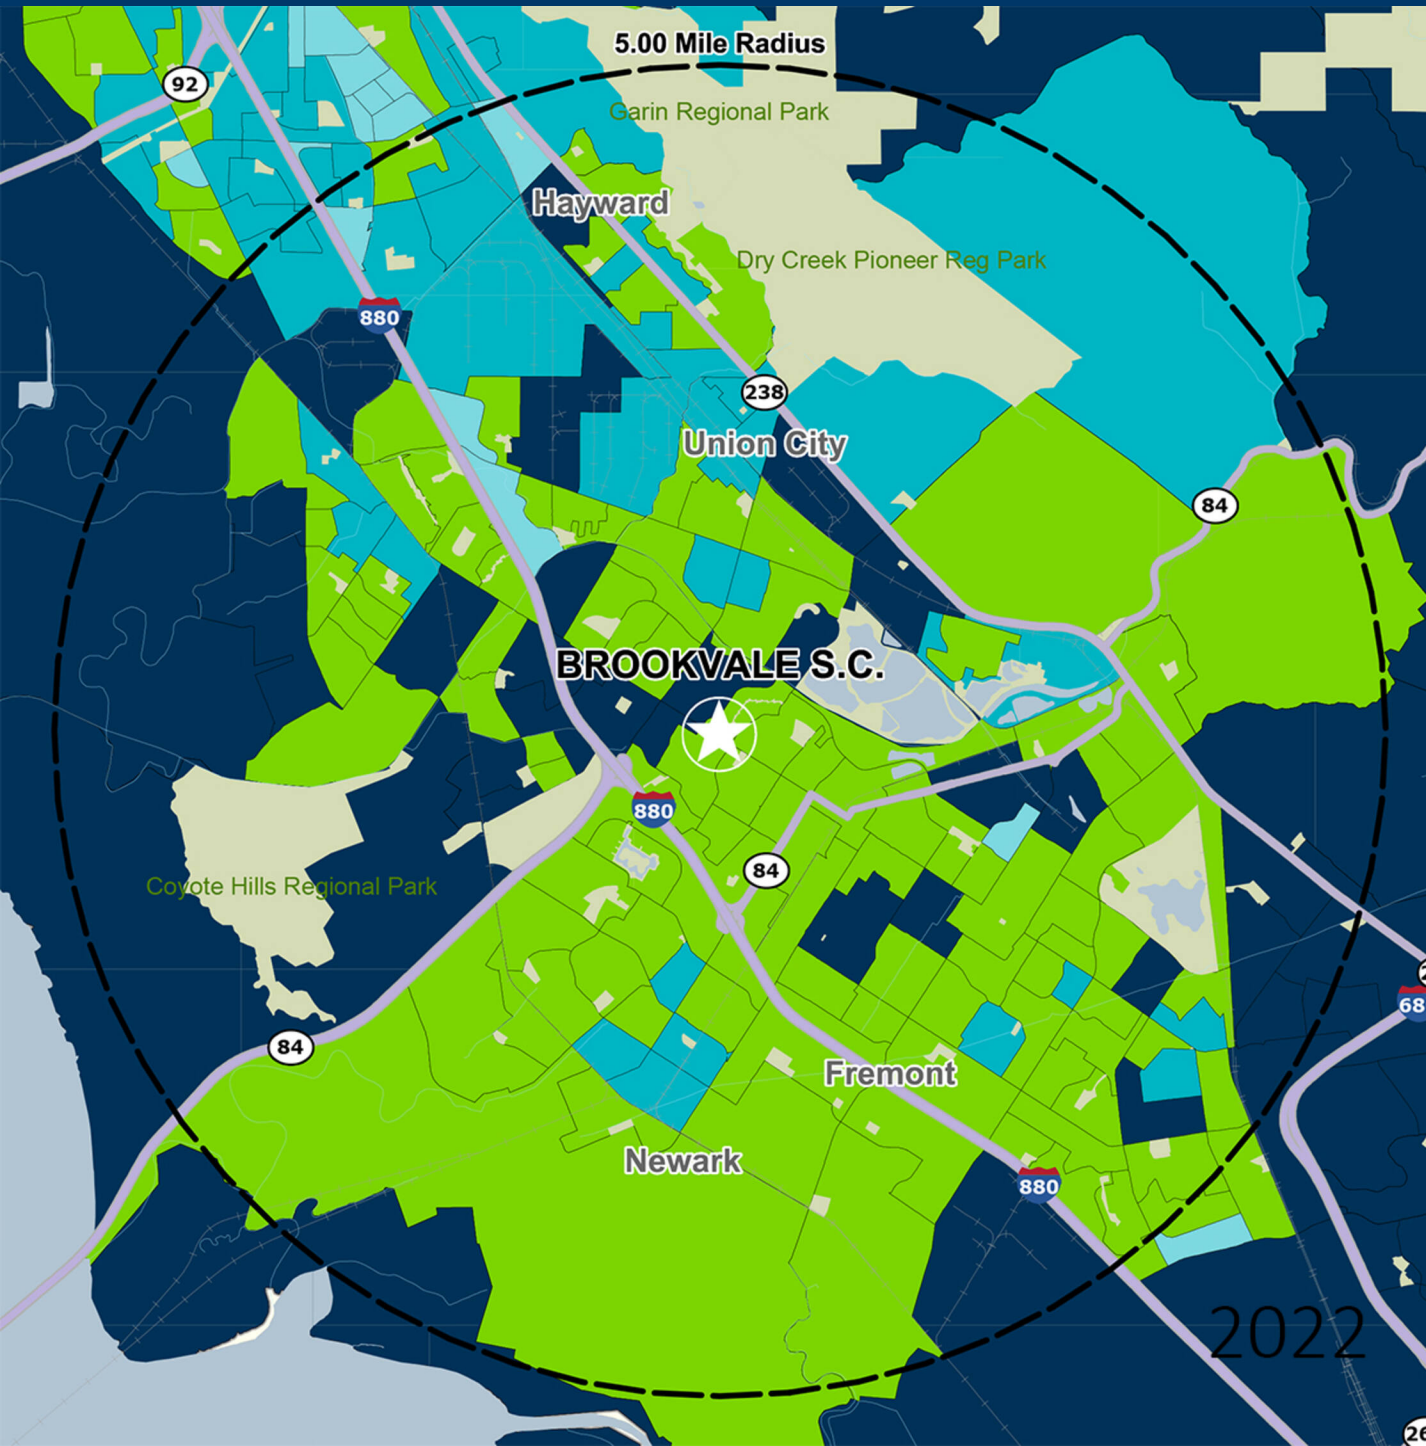 5.00 Mile Radius
92
Garin Regional Park
Hayward
Dry Creek Pioneer Reg Park
880
238
Union City
84
BROOKVALE S.C.
880
84
Coyote Hills Regional Park
68
84
Fremont
Newark
880
2022